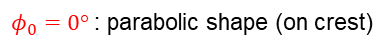 ϕ₀ = 0° : parabolic shape (on crest)